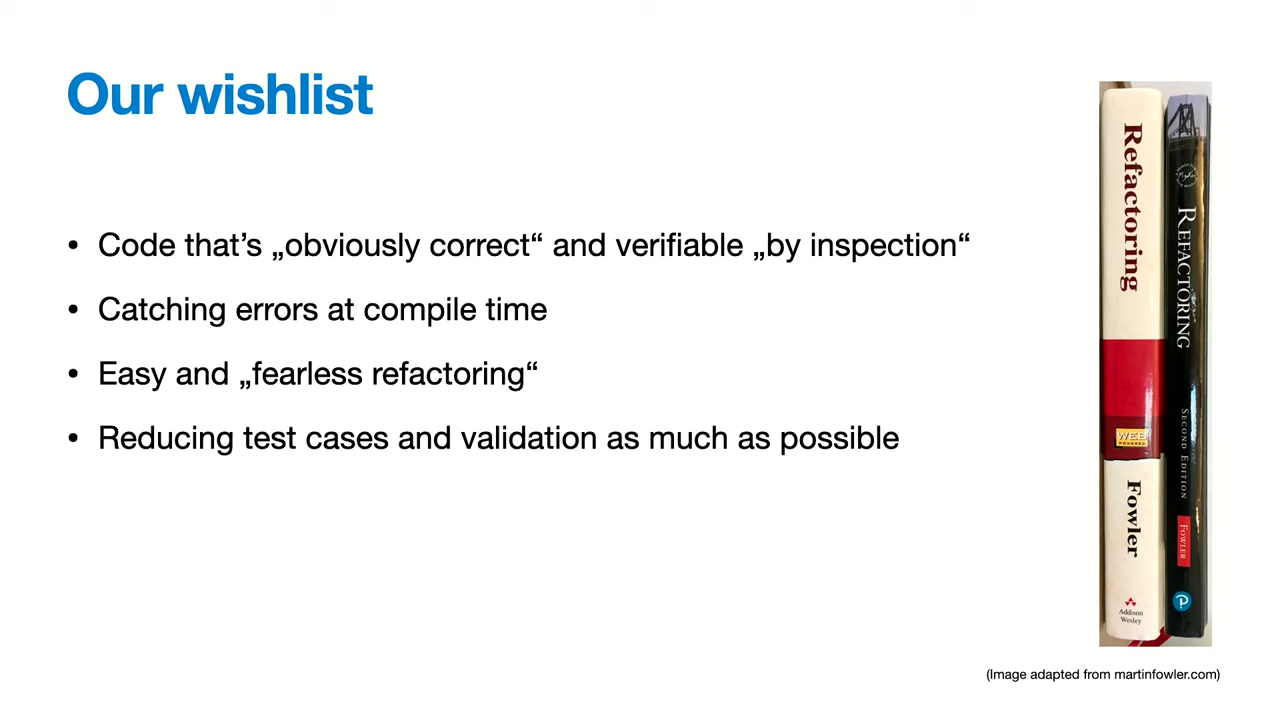 Our wishlist
• Code that’s „obviously correct“ and verifiable „by inspection“
• Catching errors at compile time
• Easy and „fearless refactoring“
• Reducing test cases and validation as much as possible
Refactoring
WEB
POWERED
Fowler
Addison
Wesley
REFACTORING
SECOND EDITION
FOWLER
P
(Image adapted from martinfowler.com)